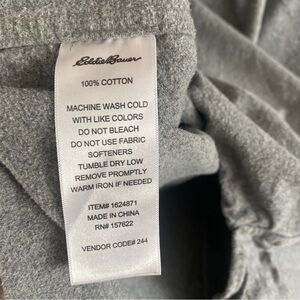 Eddie Bauer
100% COTTON
MACHINE WASH COLD
WITH LIKE COLORS
DO NOT BLEACH
DO NOT USE FABRIC
SOFTENERS
TUMBLE DRY LOW
REMOVE PROMPTLY
WARM IRON IF NEEDED
ITEM# 1624871
MADE IN CHINA
RN# 157622
VENDOR CODE# 244